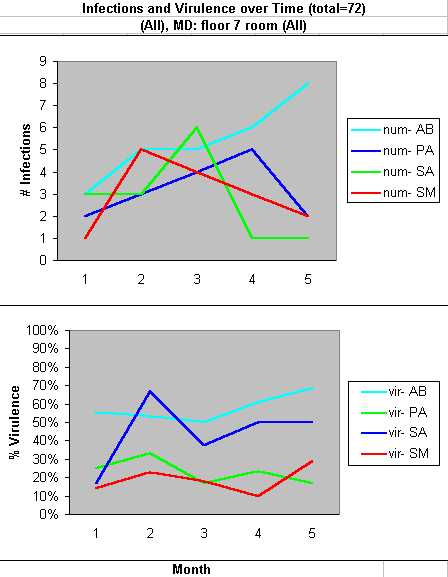 Infections and Virulence over Time (total=72)
(All), MD: floor 7 room (All)
9
8
7
6
5
4
3
2
1
0
# Infections
1 2 3 4 5
num- AB
num- PA
num- SA
num- SM
100%
90%
80%
70%
60%
50%
40%
30%
20%
10%
0%
% Virulence
1 2 3 4 5
vir- AB
vir- PA
vir- SA
vir- SM
Month